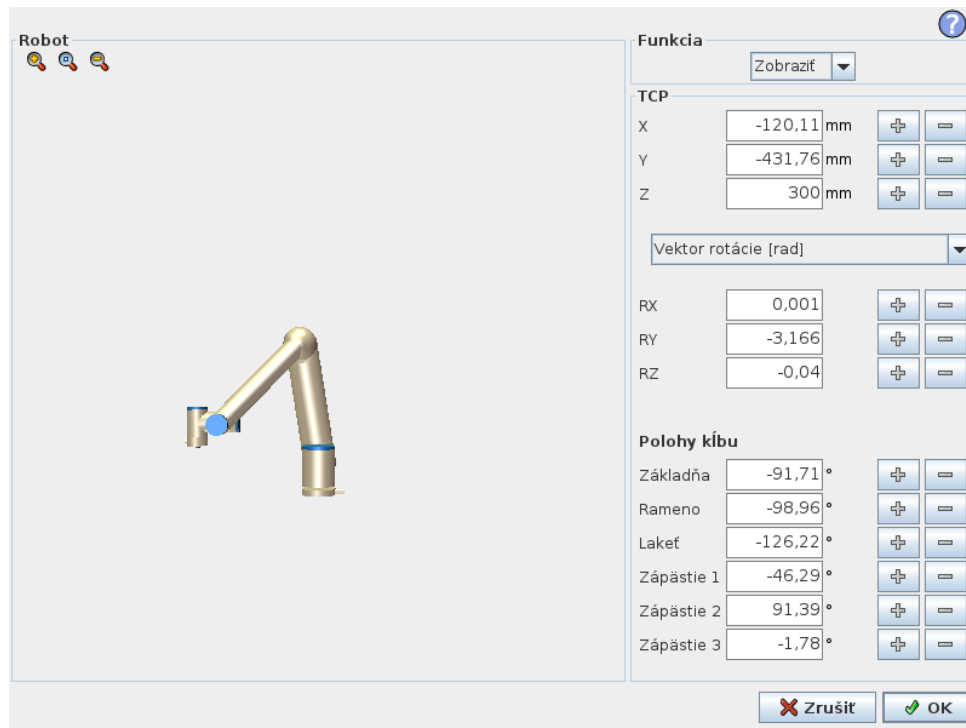 Robot
Funkcia
Zobraziť
TCP
X -120,11 mm
Y -431,76 mm
Z 300 mm
Vektor rotácie [rad]
RX 0,001
RY -3,166
RZ -0,04
Polohy kĺbu
Základňa -91,71 °
Rameno -98,96 °
Lakeť -126,22 °
Zápästie 1 -46,29 °
Zápästie 2 91,39 °
Zápästie 3 -1,78 °
Zrušiť OK